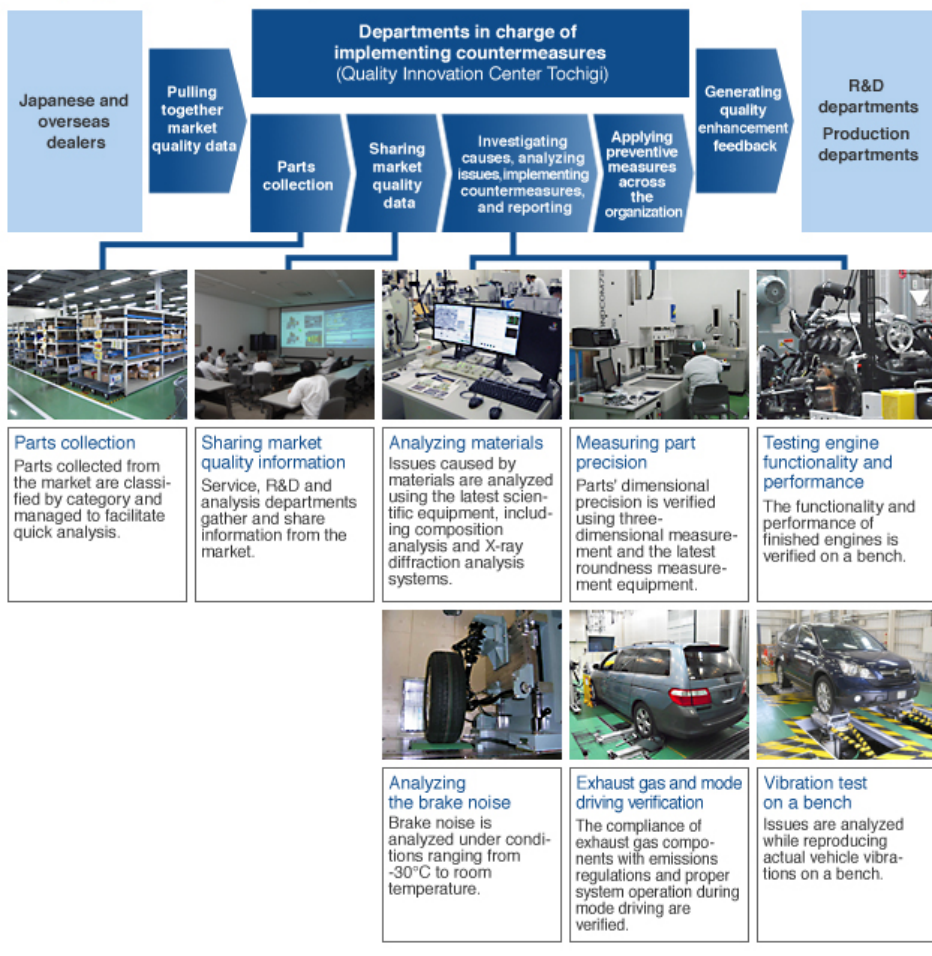 Departments in charge of
implementing countermeasures
(Quality Innovation Center Tochigi)
Japanese and
overseas
dealers
Pulling
together
market
quality data
Parts
collection
Sharing
market
quality
data
Investigating
causes, analyzing
issues, implementing
countermeasures,
and reporting
Applying
preventive
measures
across
the
organization
Generating
quality
enhancement
feedback
R&D
departments
Production
departments
Parts collection
Parts collected from
the market are classi-
fied by category and
managed to facilitate
quick analysis.
Sharing market
quality information
Service, R&D and
analysis departments
gather and share
information from the
market.
Analyzing materials
Issues caused by
materials are analyzed
using the latest scien-
tific equipment, includ-
ing composition
analysis and X-ray
diffraction analysis
systems.
Measuring part
precision
Parts' dimensional
precision is verified
using three-
dimensional measure-
ment and the latest
roundness measure-
ment equipment.
Testing engine
functionality and
performance
The functionality and
performance of
finished engines is
verified on a bench.
Analyzing
the brake noise
Brake noise is
analyzed under condi-
tions ranging from
-30°C to room
temperature.
Exhaust gas and mode
driving verification
The compliance of
exhaust gas compo-
nents with emissions
regulations and proper
system operation during
mode driving are
verified.
Vibration test
on a bench
Issues are analyzed
while reproducing
actual vehicle vibra-
tions on a bench.